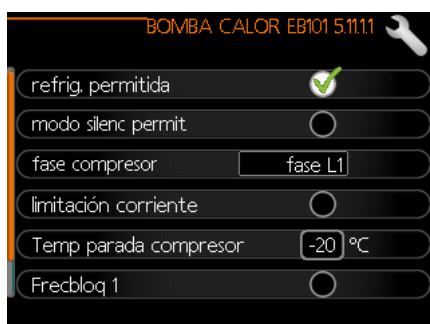 BOMBA CALOR EB101 5.11.1.1
refrig. permitida
modo silenc permit
fase compresor fase L1
limitación corriente
Temp parada compresor -20 °C
Frecbloq 1